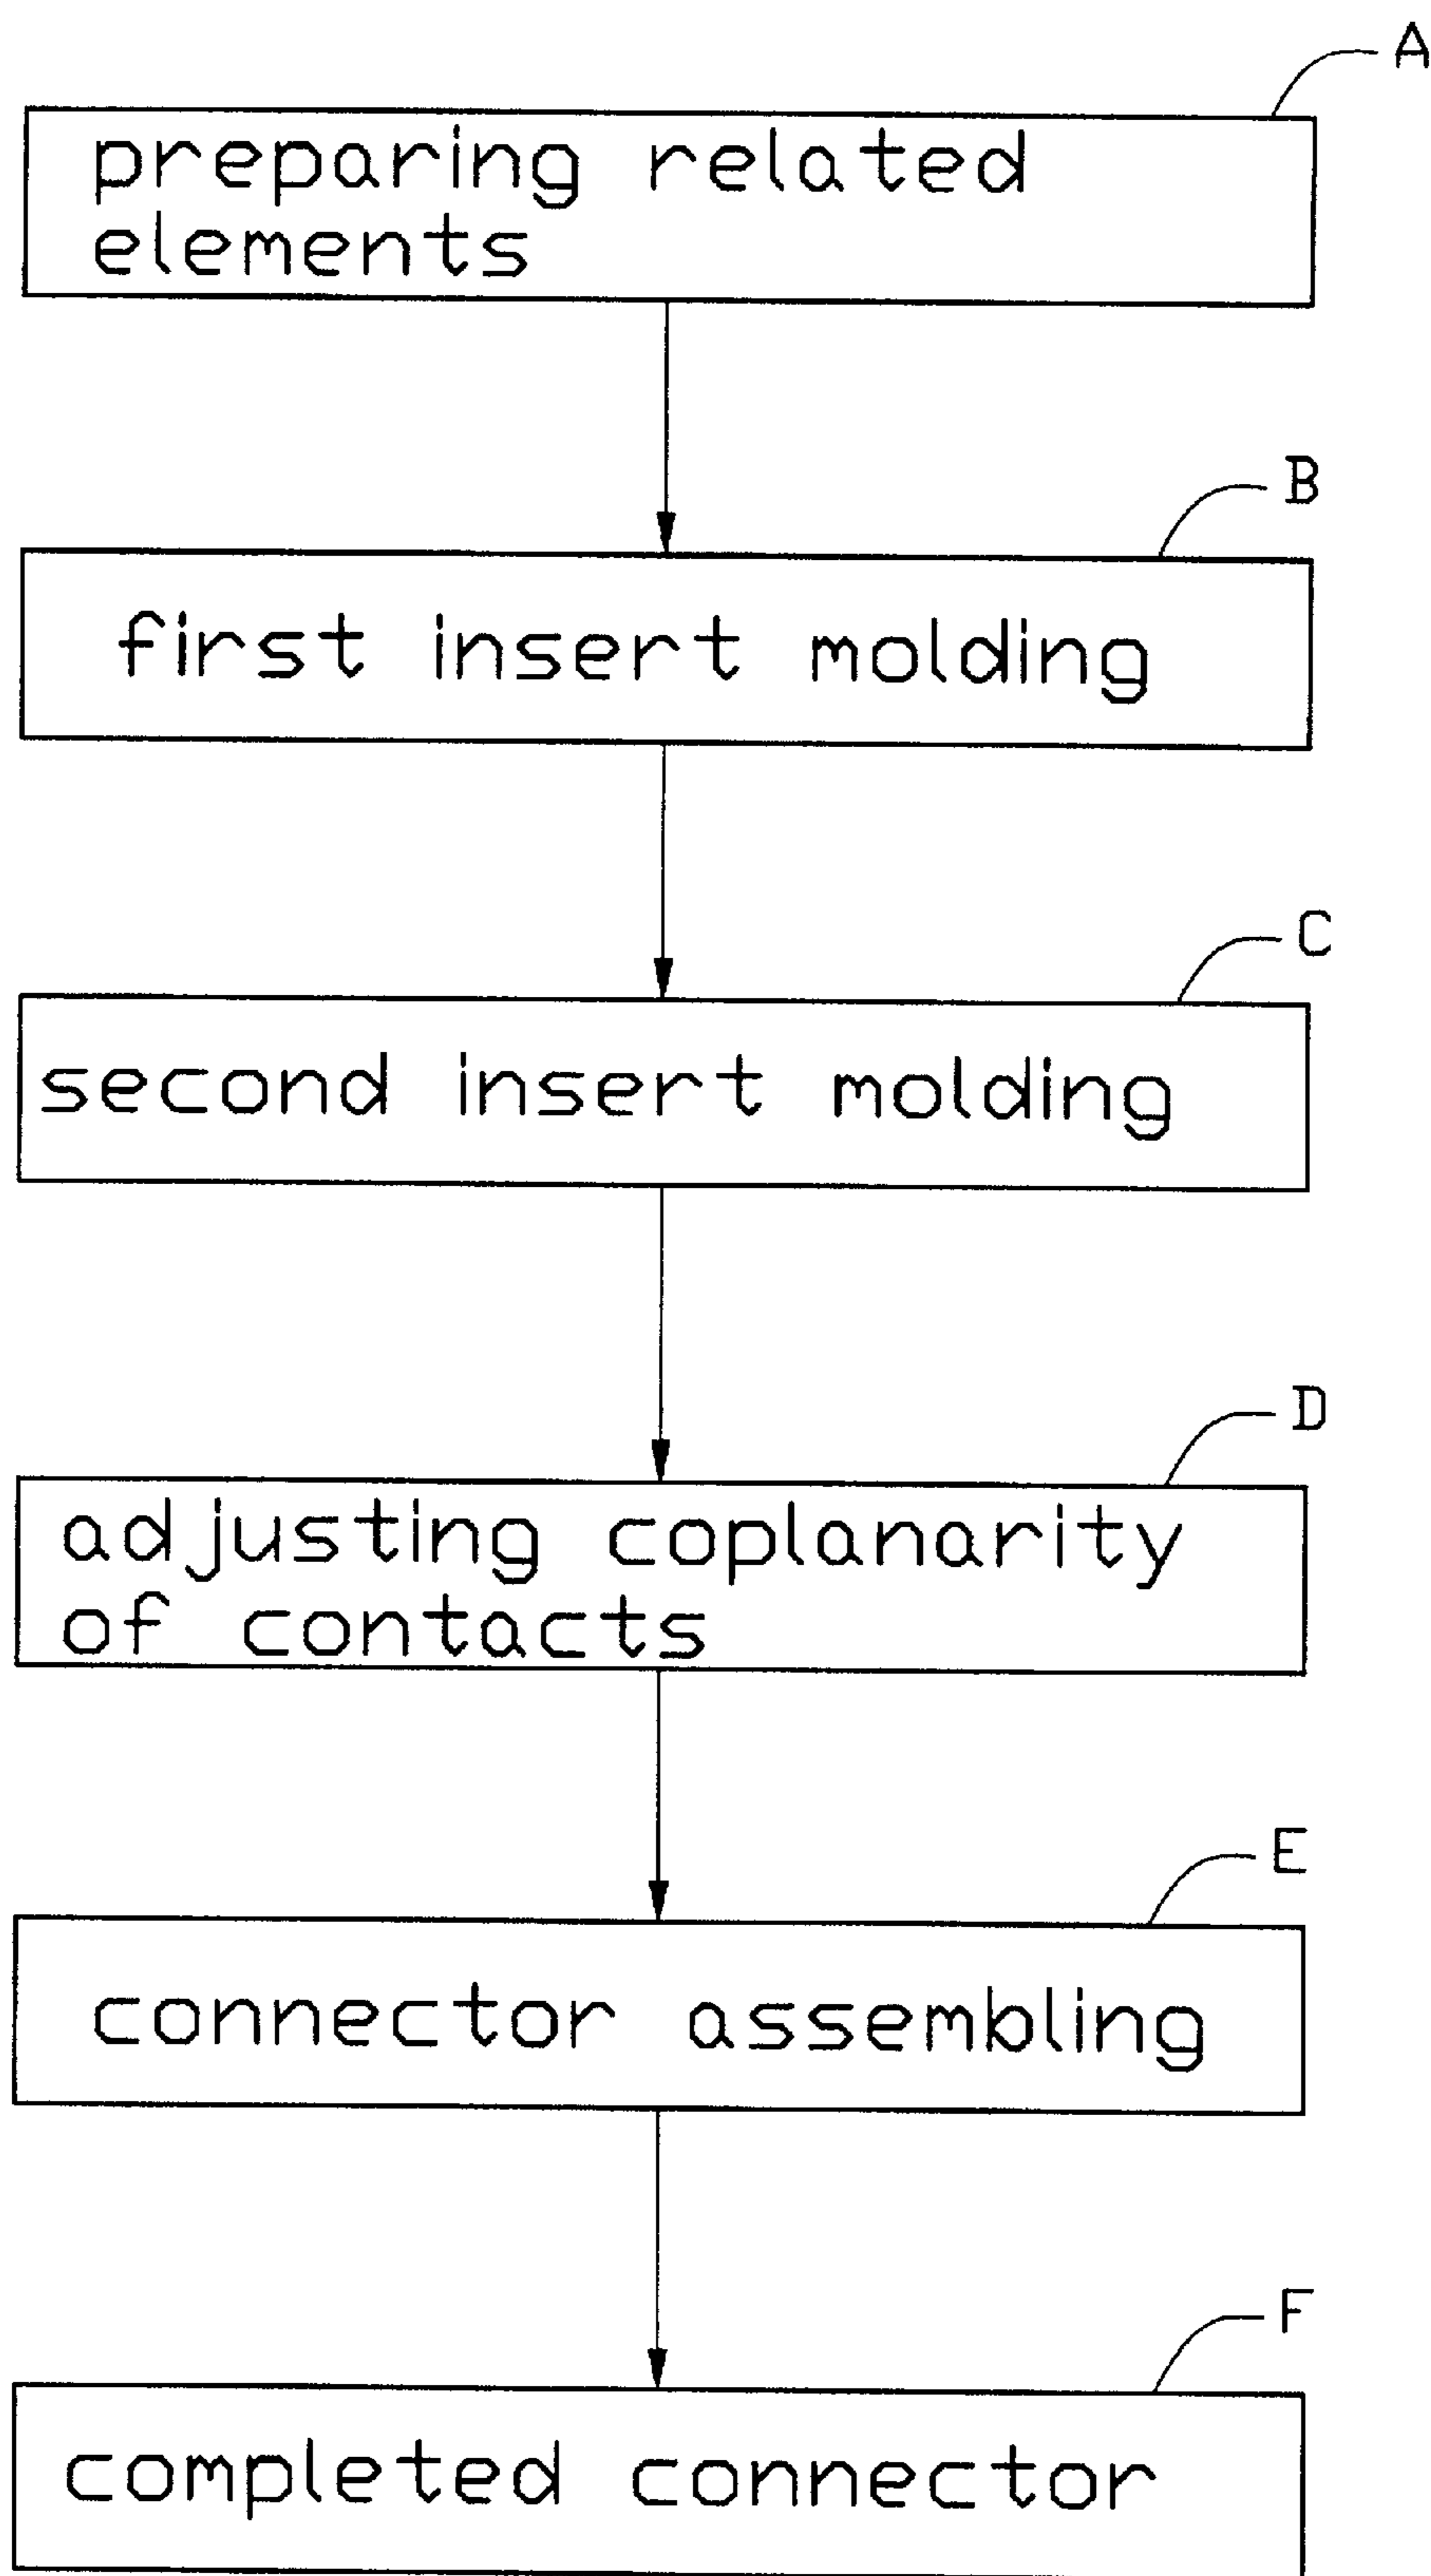 A
preparing related
elements
B
first insert molding
C
second insert molding
D
adjusting coplanarity
of contacts
E
connector assembling
F
completed connector